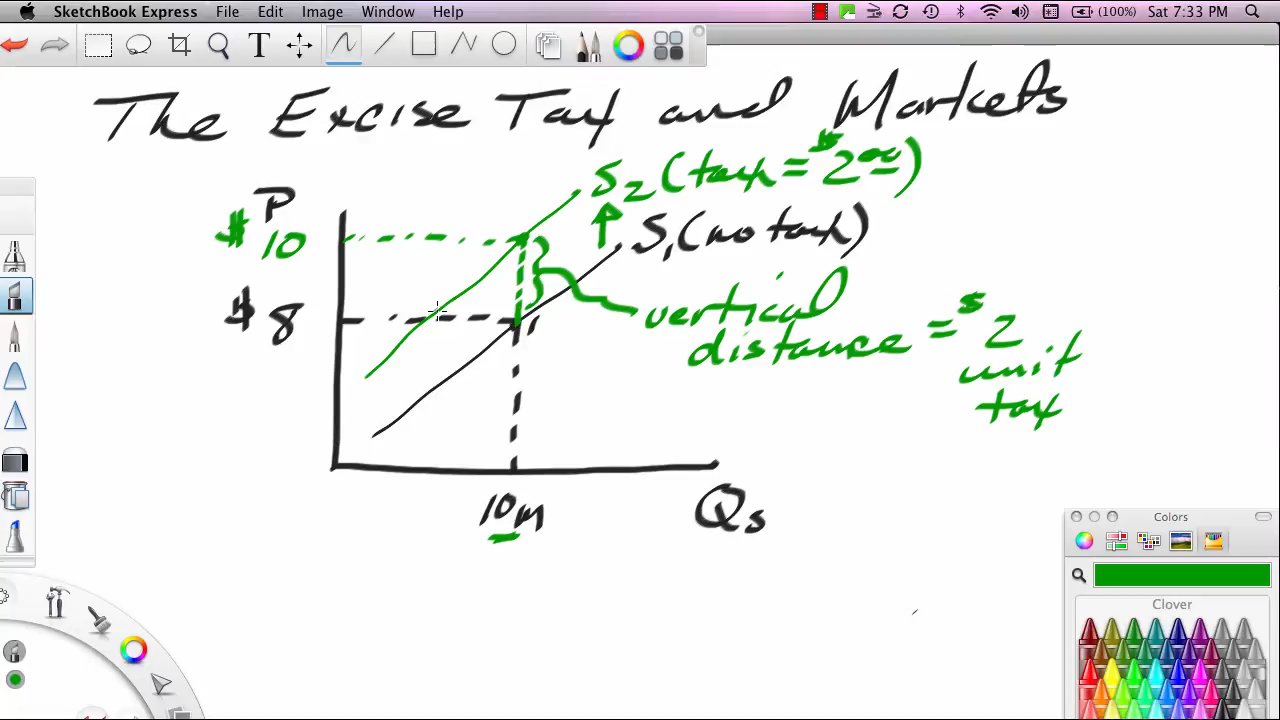 SketchBook Express File Edit Image Window Help (100%) Sat 7:33 PM
T
The Excise Tax and Markets
S2 (tax = $2.00)
P
S1 (no tax)
$10
$8
vertical distance = $2 unit tax
10m
Qs
Colors
Clover